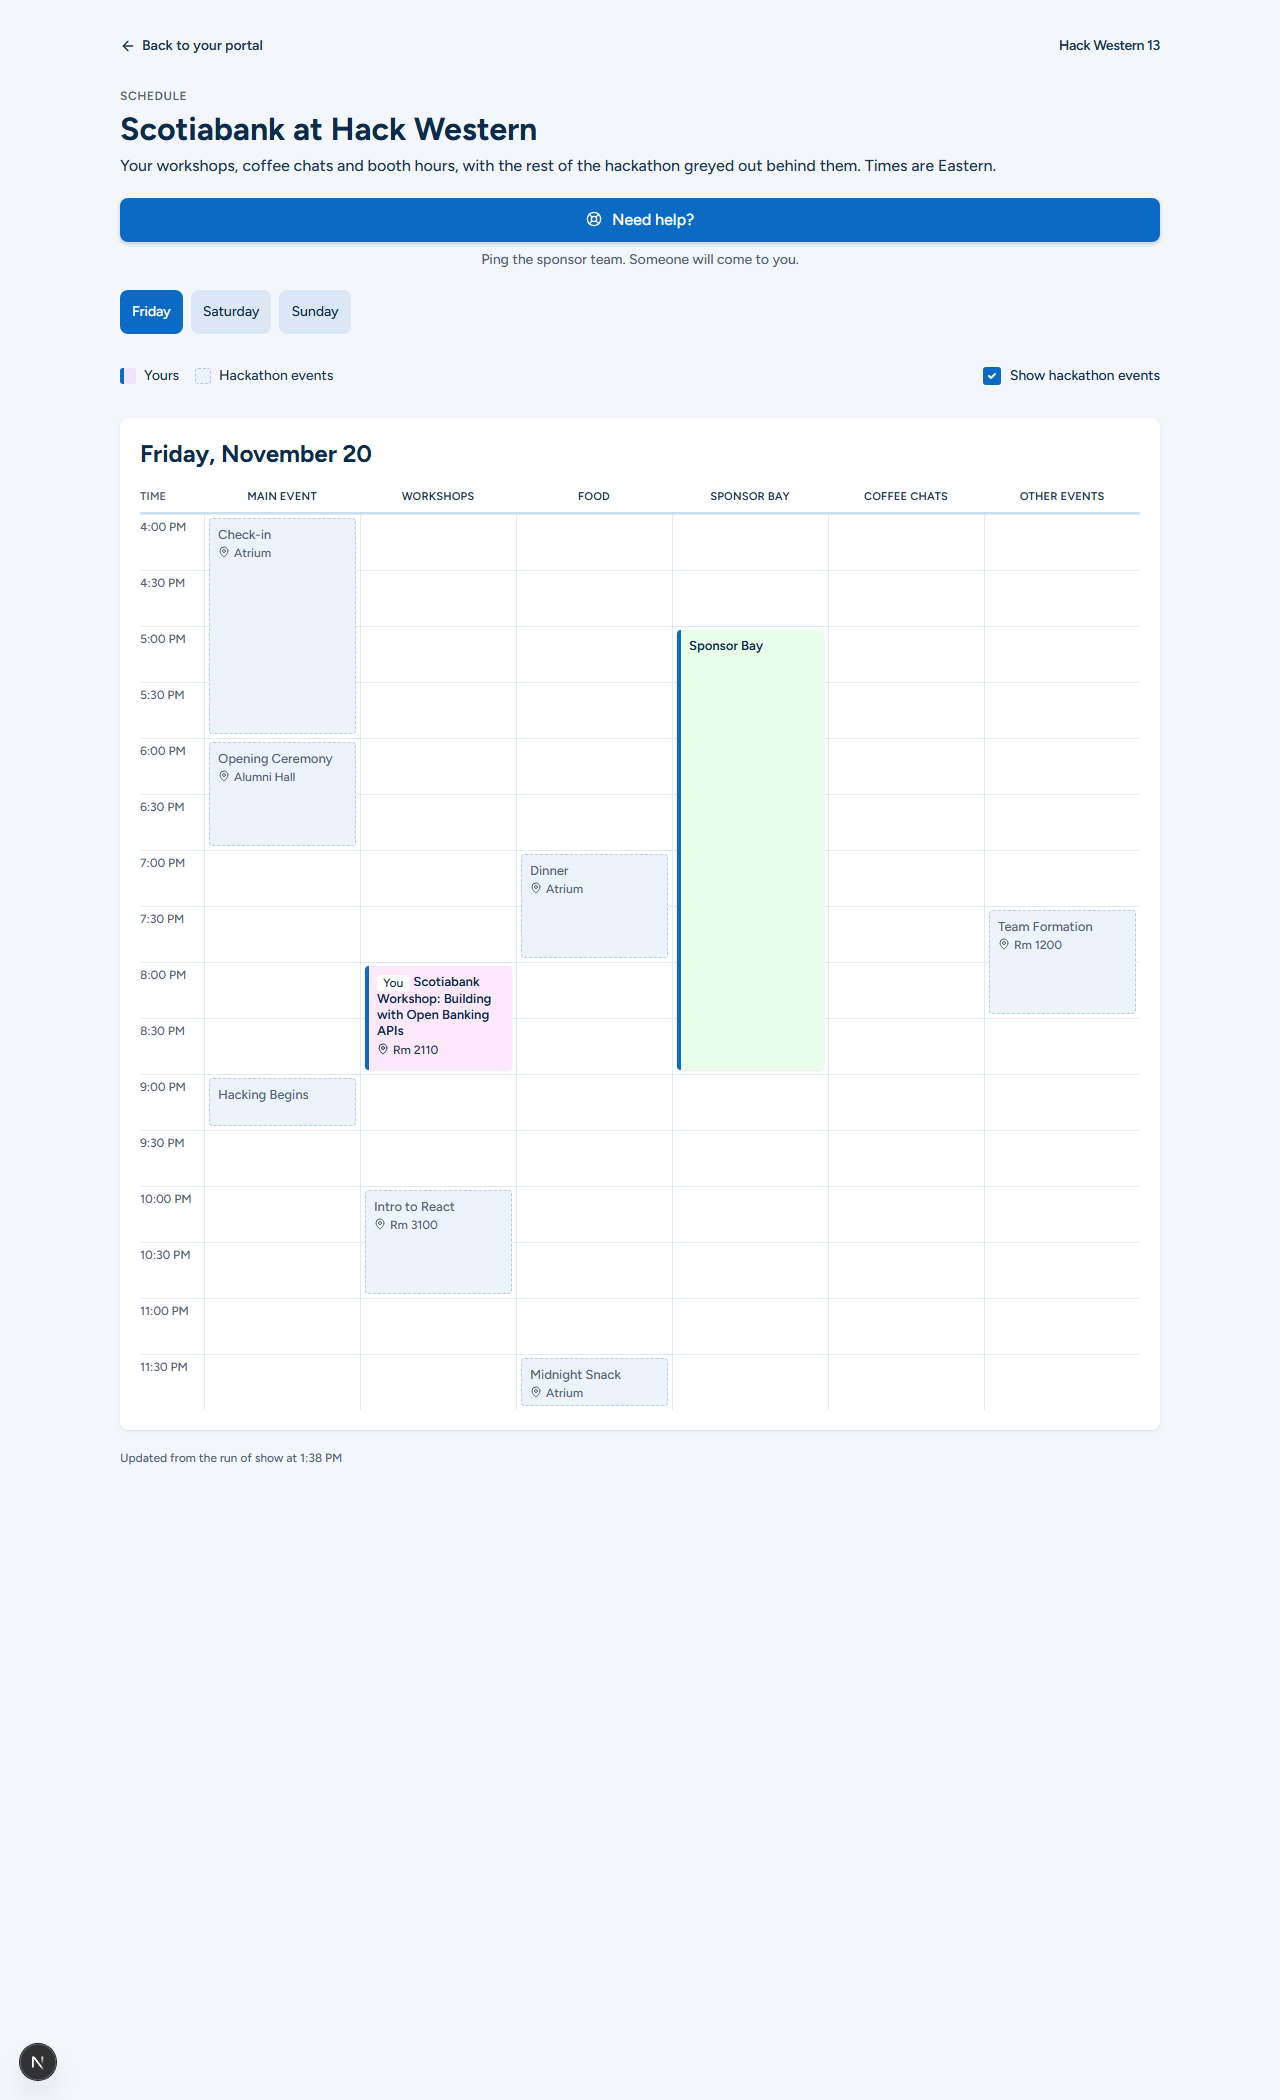 Back to your portal
Hack Western 13
SCHEDULE
Scotiabank at Hack Western
Your workshops, coffee chats and booth hours, with the rest of the hackathon greyed out behind them. Times are Eastern.
Need help?
Ping the sponsor team. Someone will come to you.
Friday
Saturday
Sunday
Yours
Hackathon events
Show hackathon events
Friday, November 20
TIME
MAIN EVENT
WORKSHOPS
FOOD
SPONSOR BAY
COFFEE CHATS
OTHER EVENTS
4:00 PM
Check-in
Atrium
4:30 PM
5:00 PM
Sponsor Bay
5:30 PM
6:00 PM
Opening Ceremony
Alumni Hall
6:30 PM
7:00 PM
Dinner
Atrium
7:30 PM
Team Formation
Rm 1200
8:00 PM
You Scotiabank
Workshop: Building
with Open Banking
APIs
Rm 2110
8:30 PM
9:00 PM
Hacking Begins
9:30 PM
10:00 PM
Intro to React
Rm 3100
10:30 PM
11:00 PM
11:30 PM
Midnight Snack
Atrium
Updated from the run of show at 1:38 PM
N